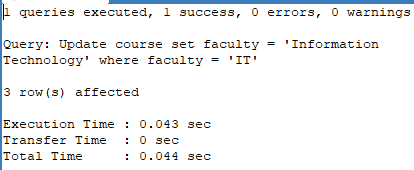 1 queries executed, 1 success, 0 errors, 0 warnings
Query: Update course set faculty = 'Information
Technology' where faculty = 'IT'
3 row(s) affected
Execution Time : 0.043 sec
Transfer Time  : 0 sec
Total Time     : 0.044 sec